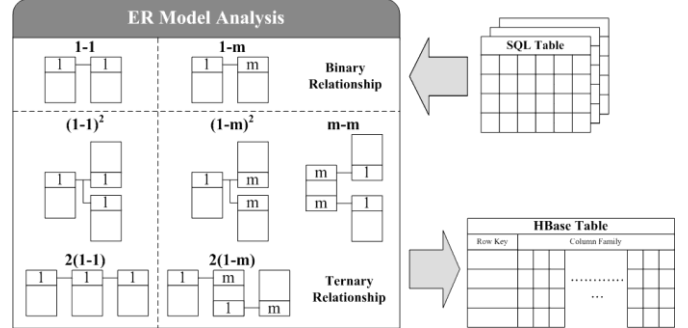 ER Model Analysis
1-1
1-m
1 1
1 m
Binary
Relationship
(1-1)²
(1-m)²
m-m
1 1
1
1 m
m
m 1
m 1
2(1-1)
2(1-m)
1 1 1
1 m
1 m
Ternary
Relationship
SQL Table
HBase Table
Row Key Column Family
............
...